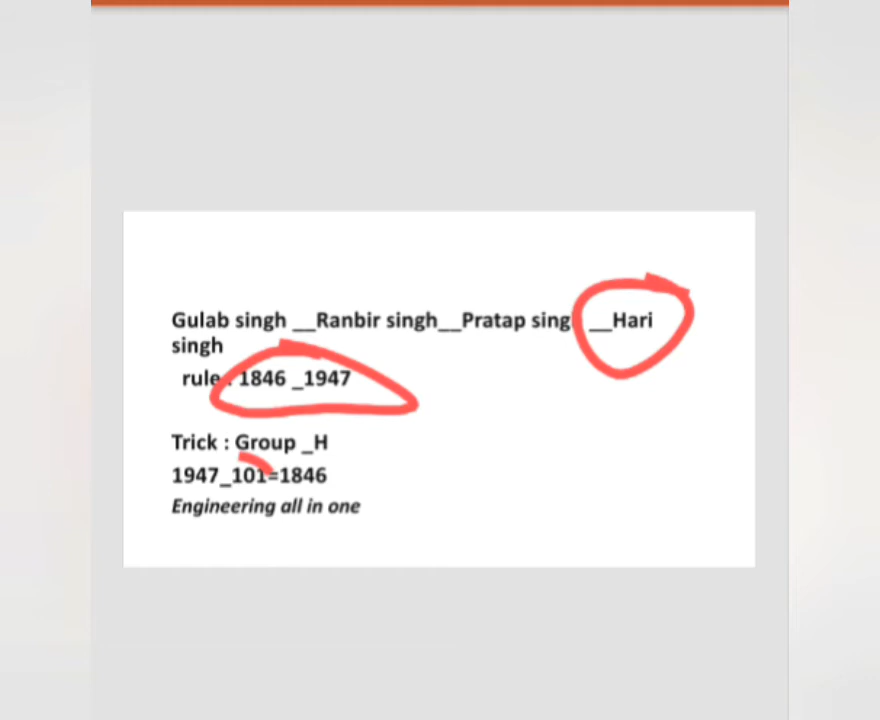 Gulab singh __Ranbir singh__Pratap sing __Hari
singh
rule : 1846 _1947
Trick : Group _H
1947_101=1846
Engineering all in one